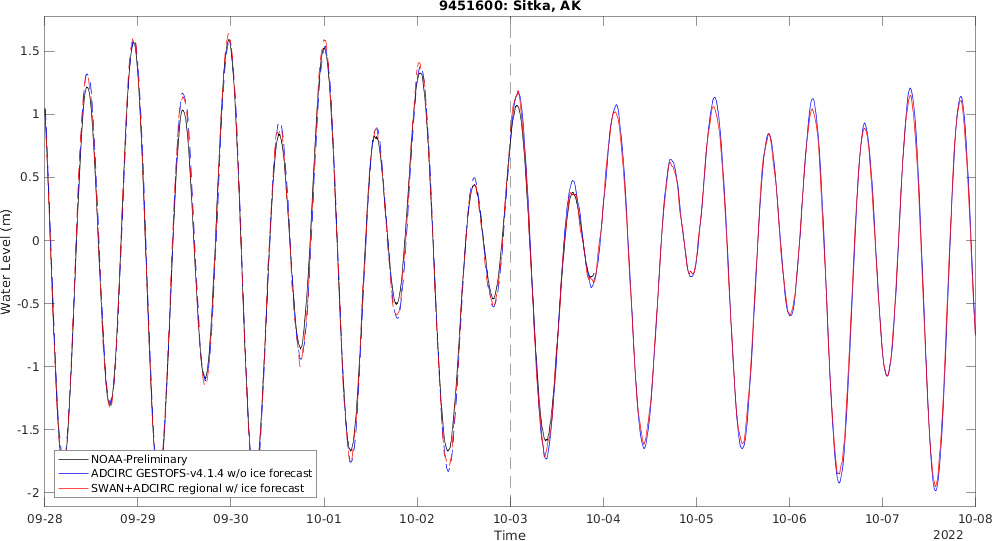 9451600: Sitka, AK
Water Level (m)
1.5
1
0.5
0
-0.5
-1
-1.5
-2
NOAA-Preliminary
ADCIRC GESTOFS-v4.1.4 w/o ice forecast
SWAN+ADCIRC regional w/ ice forecast
09-28 09-29 09-30 10-01 10-02 10-03 10-04 10-05 10-06 10-07 10-08
Time
2022